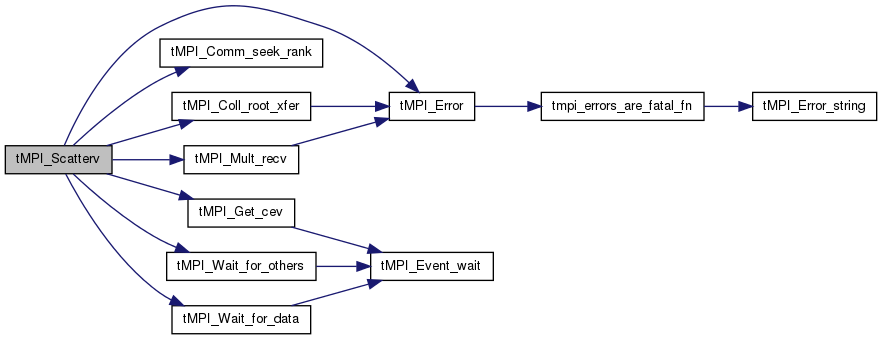 tMPI_Scatterv
tMPI_Comm_seek_rank
tMPI_Coll_root_xfer
tMPI_Mult_recv
tMPI_Get_cev
tMPI_Wait_for_others
tMPI_Wait_for_data
tMPI_Error
tMPI_Event_wait
tmpi_errors_are_fatal_fn
tMPI_Error_string